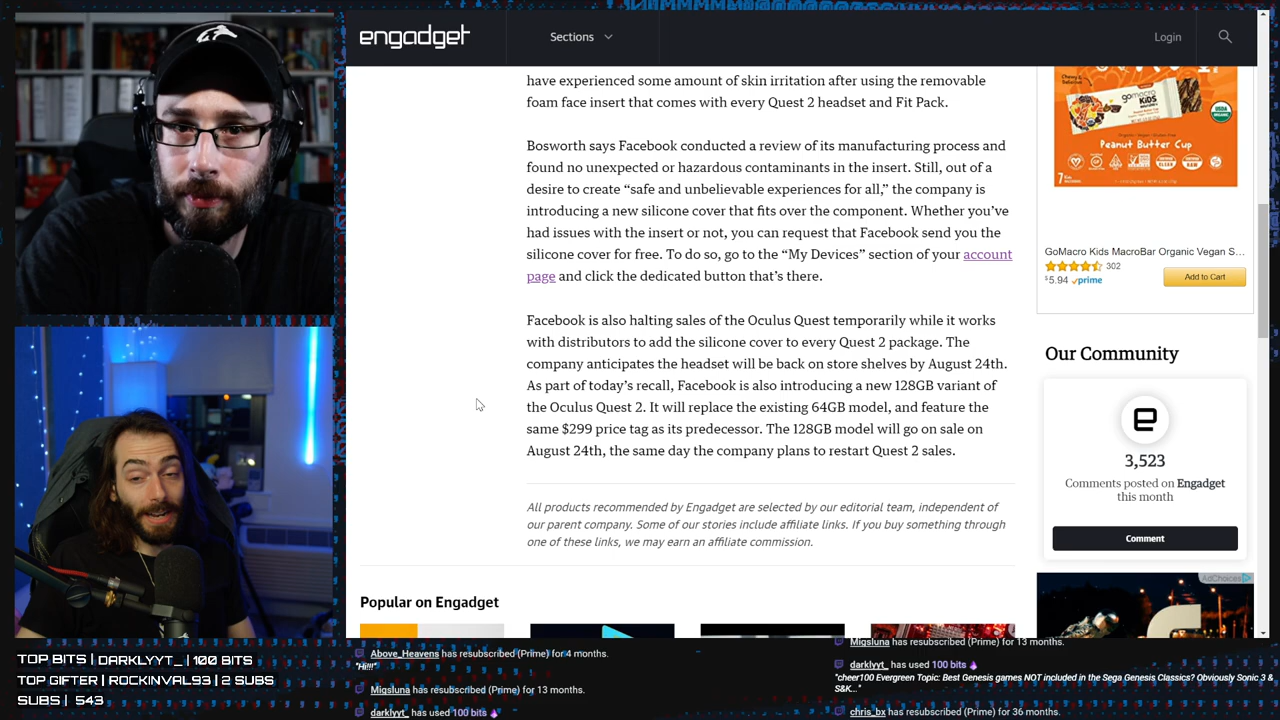 engadget
Sections
Login
have experienced some amount of skin irritation after using the removable
foam face insert that comes with every Quest 2 headset and Fit Pack.
Bosworth says Facebook conducted a review of its manufacturing process and
found no unexpected or hazardous contaminants in the insert. Still, out of a
desire to create “safe and unbelievable experiences for all,” the company is
introducing a new silicone cover that fits over the component. Whether you’ve
had issues with the insert or not, you can request that Facebook send you the
silicone cover for free. To do so, go to the “My Devices” section of your account
page and click the dedicated button that’s there.
Facebook is also halting sales of the Oculus Quest temporarily while it works
with distributors to add the silicone cover to every Quest 2 package. The
company anticipates the headset will be back on store shelves by August 24th.
As part of today’s recall, Facebook is also introducing a new 128GB variant of
the Oculus Quest 2. It will replace the existing 64GB model, and feature the
same $299 price tag as its predecessor. The 128GB model will go on sale on
August 24th, the same day the company plans to restart Quest 2 sales.
All products recommended by Engadget are selected by our editorial team, independent of
our parent company. Some of our stories include affiliate links. If you buy something through
one of these links, we may earn an affiliate commission.
Popular on Engadget
gomacro
KIDS
USDA
ORGANIC
Peanut Butter Cup
GoMacro Kids MacroBar Organic Vegan S...
302
$5.94 prime
Add to Cart
Our Community
e
3,523
Comments posted on Engadget
this month
Comment
AdChoices
TOP BITS | DARKLYYT_ | 100 BITS
TOP GIFTER | ROCKINVAL93 | 2 SUBS
SUBS | 543
Above_Heavens has resubscribed (Prime) for 4 months.
"Hi!!!"
Migsluna has resubscribed (Prime) for 13 months.
darklyyt_ has used 100 bits
Migsluna has resubscribed (Prime) for 13 months.
darklyyt_ has used 100 bits
"cheer100 Evergreen Topic: Best Genesis games NOT included in the Sega Genesis Classics? Obviously Sonic 3 &
S&K..."
chris_bx has resubscribed (Prime) for 36 months.